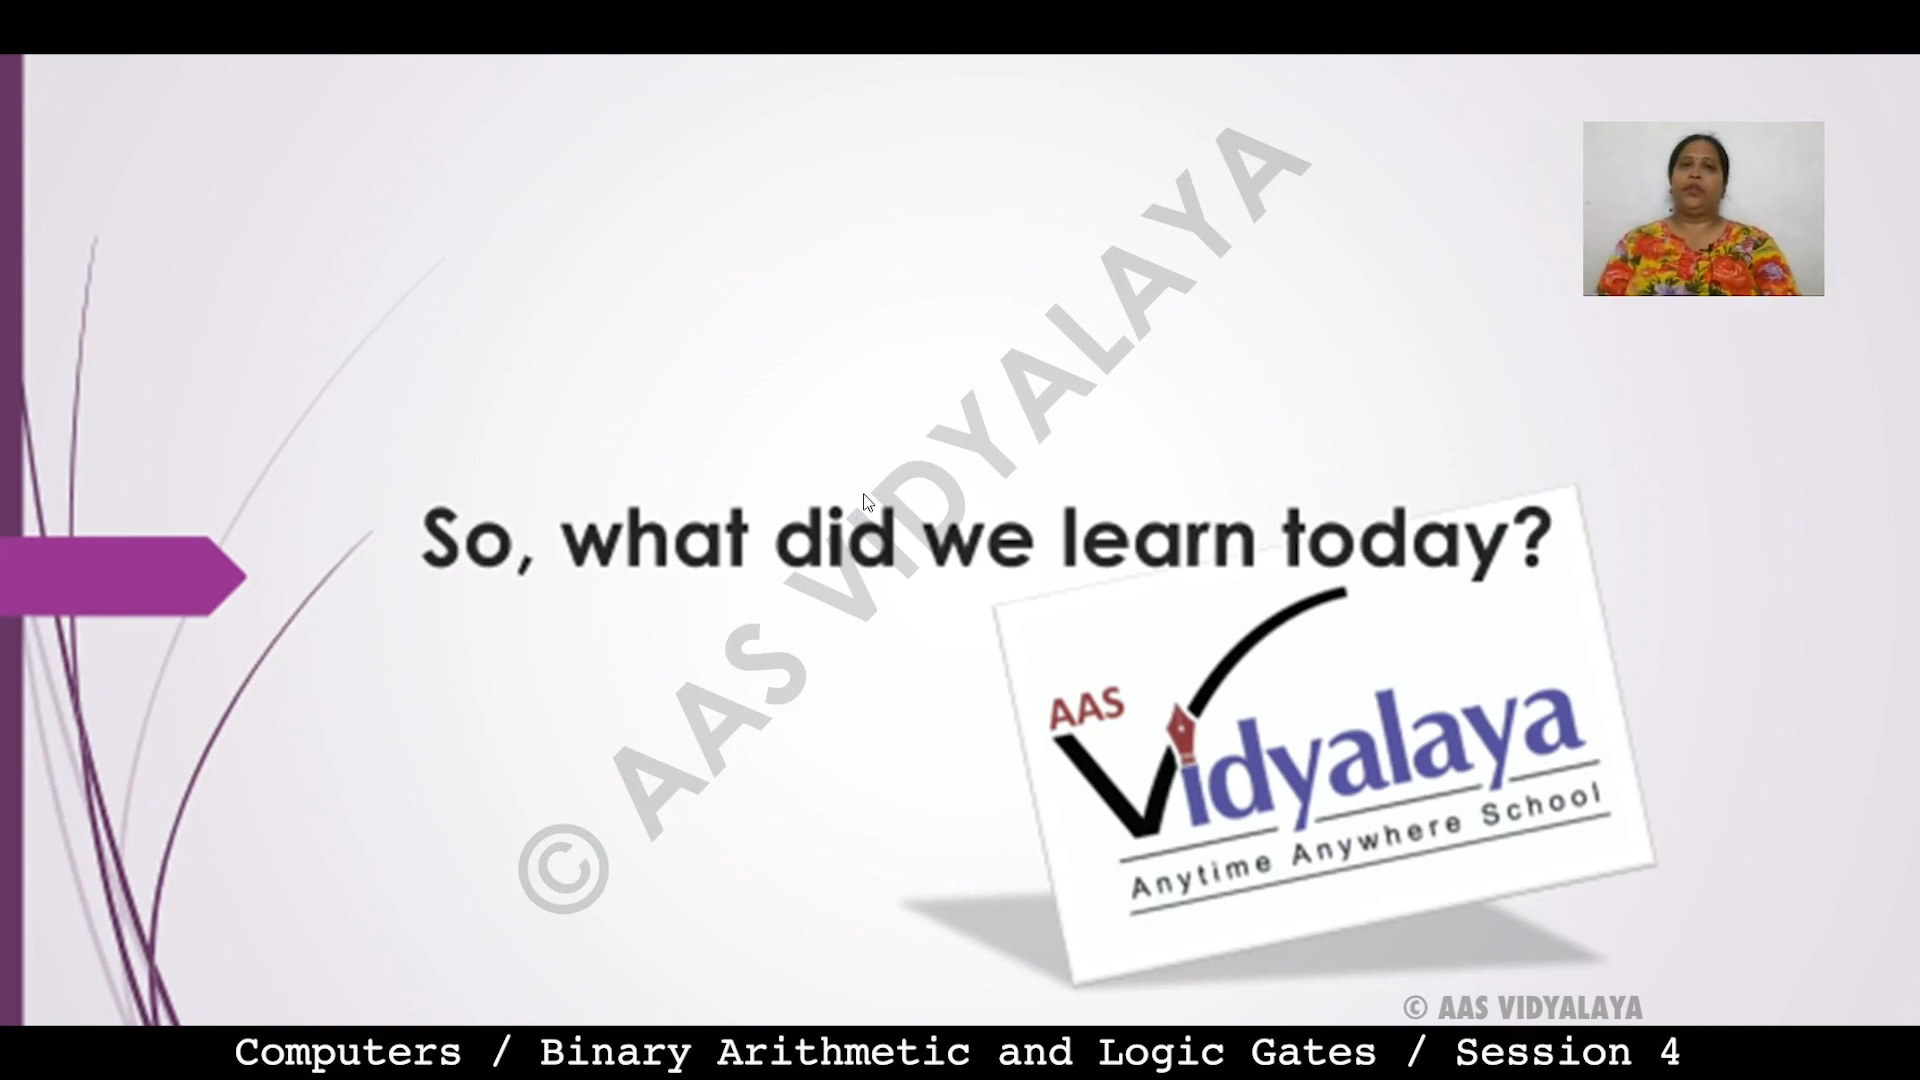 © AAS VIDYALAYA
So, what did we learn today?
AAS
Vidyalaya
Anytime Anywhere School
© AAS VIDYALAYA
Computers / Binary Arithmetic and Logic Gates / Session 4